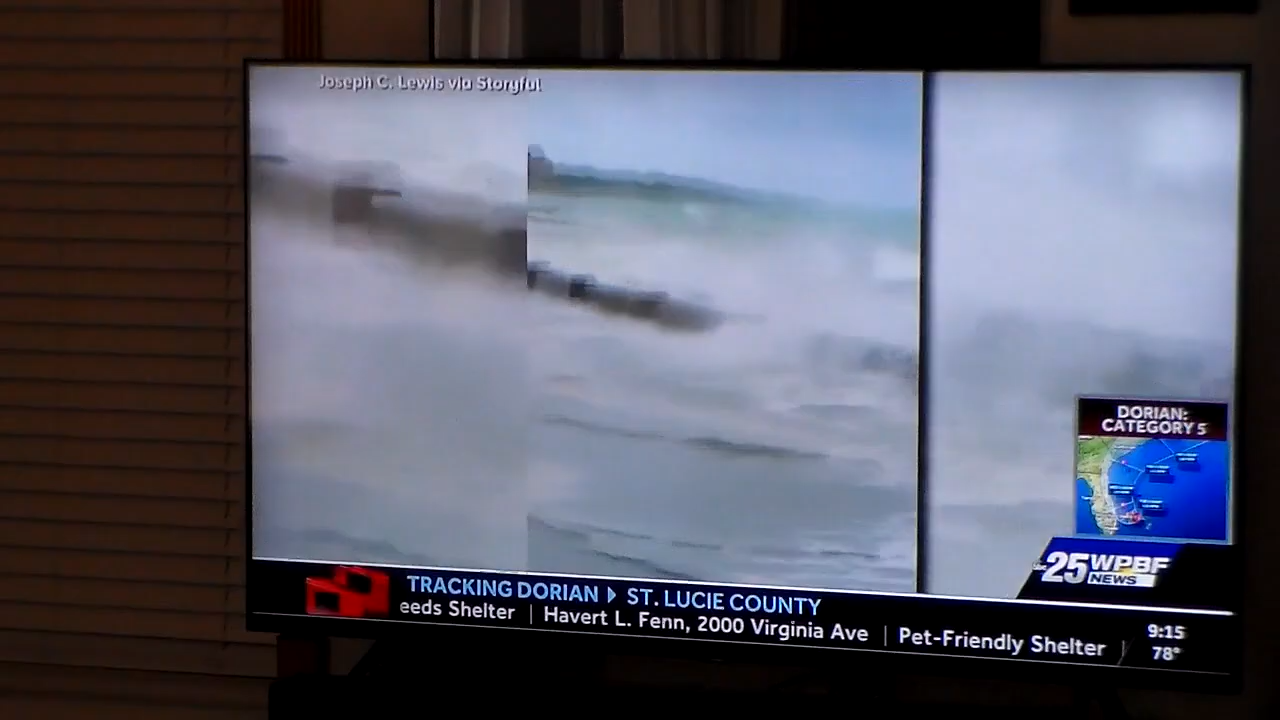 Joseph C. Lewis via Storyful
DORIAN:
CATEGORY 5
abc 25 WPBF
NEWS
TRACKING DORIAN ST. LUCIE COUNTY
eeds Shelter | Havert L. Fenn, 2000 Virginia Ave | Pet-Friendly Shelter |
9:15
78°